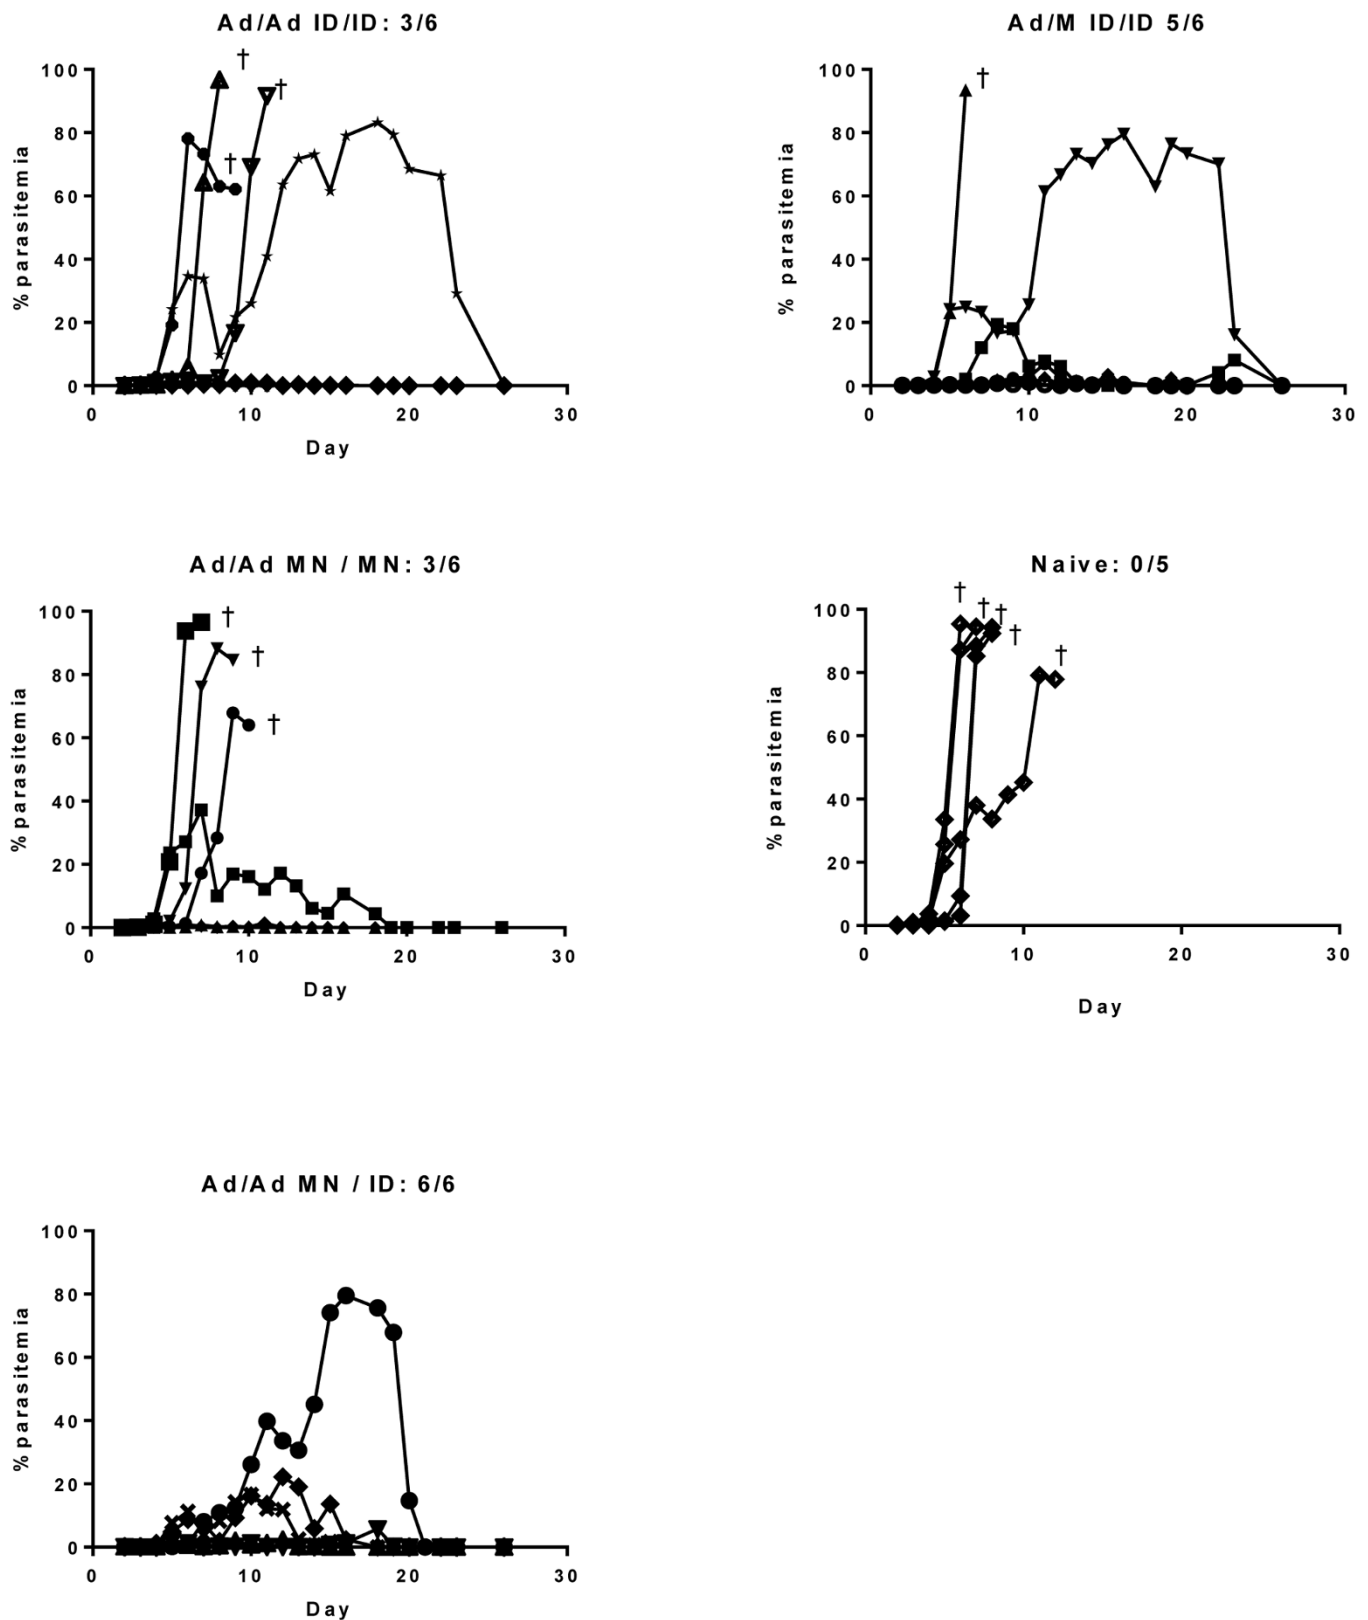 Ad/Ad ID/ID: 3/6
†
†
†
100
80
60
40
20
0
% parasitemia
0 10 20 30
Day
Ad/M ID/ID 5/6
†
100
80
60
40
20
0
% parasitemia
0 10 20 30
Ad/Ad MN / MN: 3/6
†
†
†
100
80
60
40
20
0
% parasitemia
0 10 20 30
Day
Naive: 0/5
† † †
†
†
100
80
60
40
20
0
% parasitemia
0 10 20 30
Day
Ad/Ad MN / ID: 6/6
100
80
60
40
20
0
% parasitemia
0 10 20 30
Day